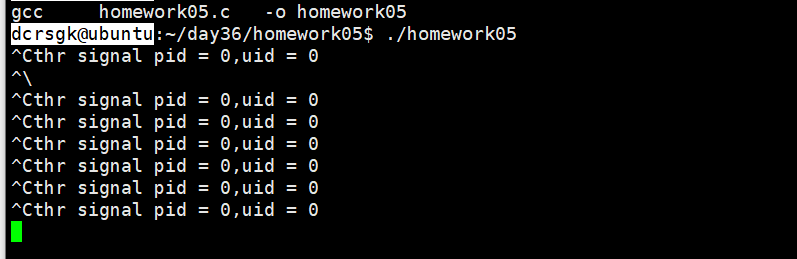 gcc homework05.c -o homework05
dcrsgk@ubuntu:~/day36/homework05$ ./homework05
^Cthr signal pid = 0,uid = 0
^\
^Cthr signal pid = 0,uid = 0
^Cthr signal pid = 0,uid = 0
^Cthr signal pid = 0,uid = 0
^Cthr signal pid = 0,uid = 0
^Cthr signal pid = 0,uid = 0
^Cthr signal pid = 0,uid = 0